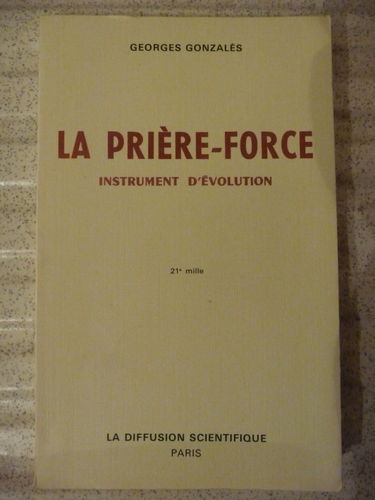 GEORGES GONZALÈS
LA PRIÈRE-FORCE
INSTRUMENT D'ÉVOLUTION
21e mille
LA DIFFUSION SCIENTIFIQUE
PARIS